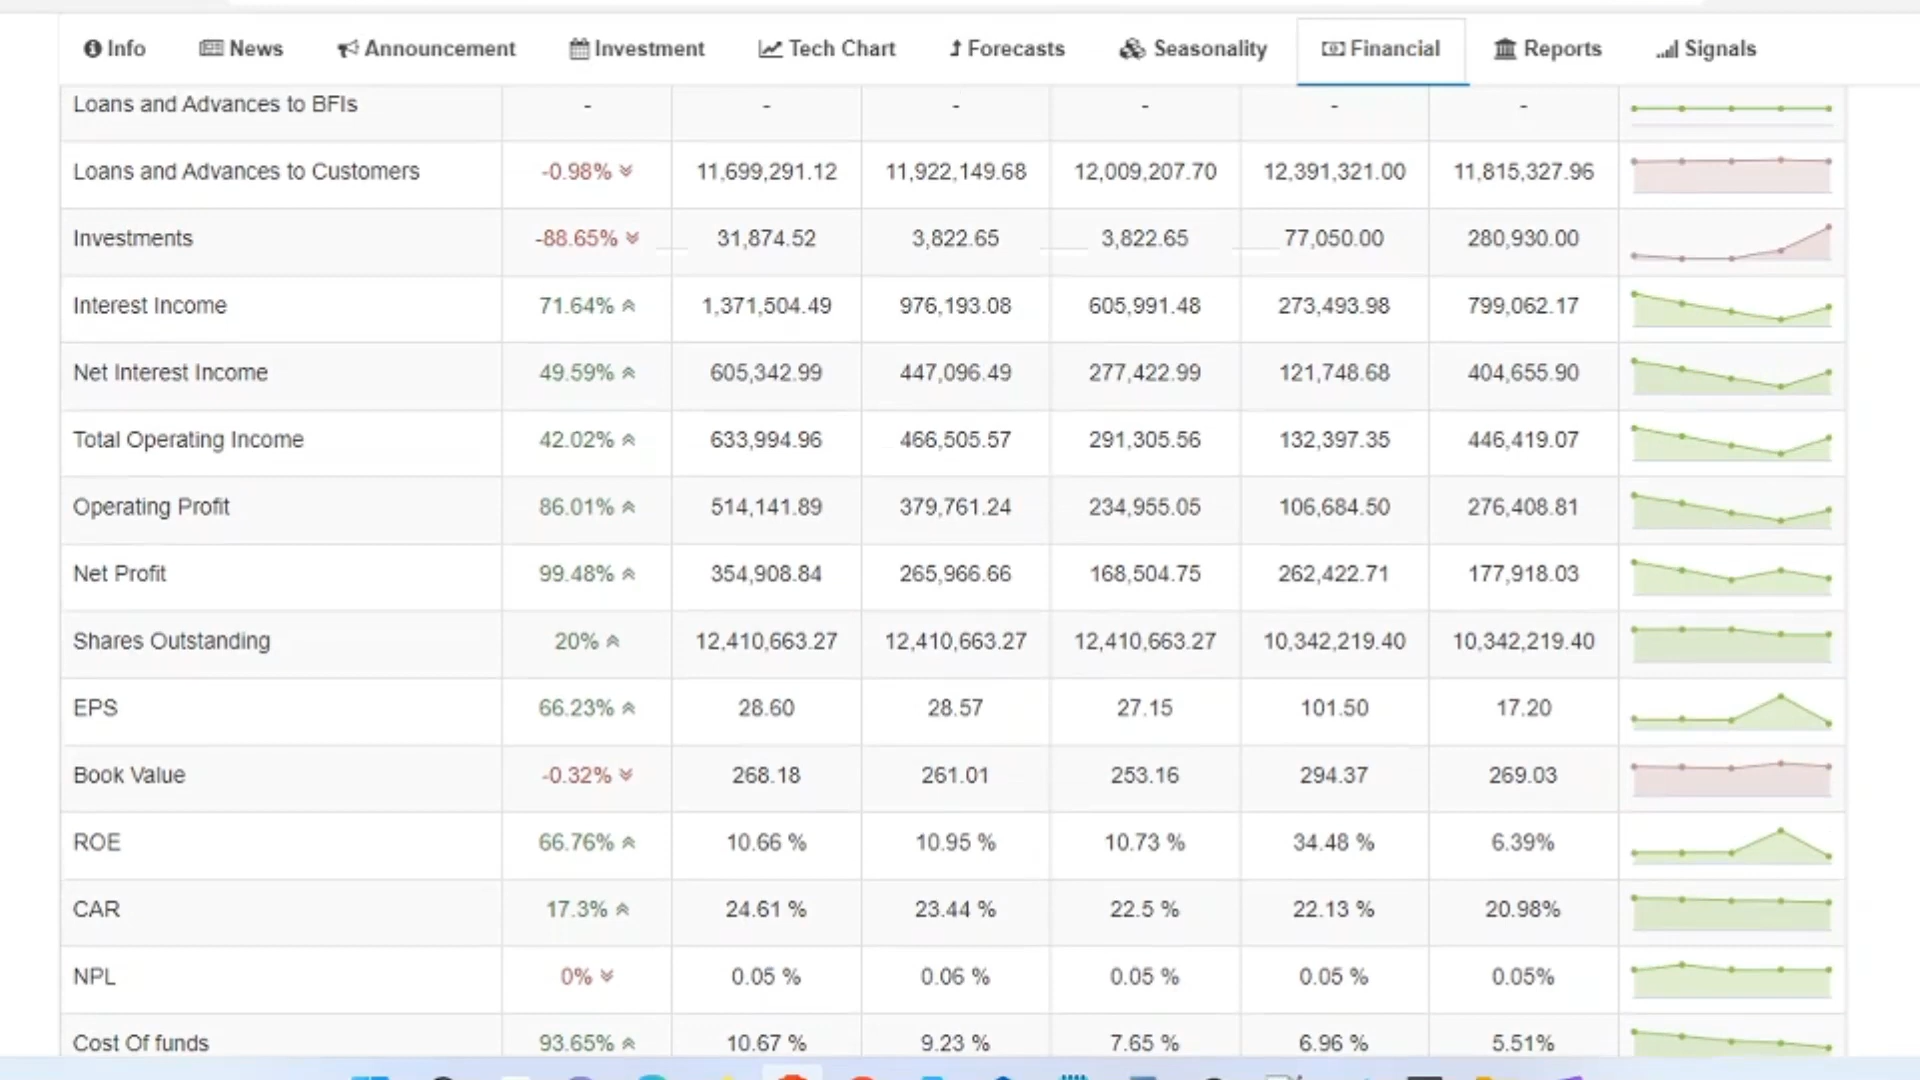 Info News Announcement Investment Tech Chart Forecasts Seasonality Financial Reports Signals
Loans and Advances to BFIs - - - - - -
Loans and Advances to Customers -0.98% 11,699,291.12 11,922,149.68 12,009,207.70 12,391,321.00 11,815,327.96
Investments -88.65% 31,874.52 3,822.65 3,822.65 77,050.00 280,930.00
Interest Income 71.64% 1,371,504.49 976,193.08 605,991.48 273,493.98 799,062.17
Net Interest Income 49.59% 605,342.99 447,096.49 277,422.99 121,748.68 404,655.90
Total Operating Income 42.02% 633,994.96 466,505.57 291,305.56 132,397.35 446,419.07
Operating Profit 86.01% 514,141.89 379,761.24 234,955.05 106,684.50 276,408.81
Net Profit 99.48% 354,908.84 265,966.66 168,504.75 262,422.71 177,918.03
Shares Outstanding 20% 12,410,663.27 12,410,663.27 12,410,663.27 10,342,219.40 10,342,219.40
EPS 66.23% 28.60 28.57 27.15 101.50 17.20
Book Value -0.32% 268.18 261.01 253.16 294.37 269.03
ROE 66.76% 10.66 % 10.95 % 10.73 % 34.48 % 6.39%
CAR 17.3% 24.61 % 23.44 % 22.5 % 22.13 % 20.98%
NPL 0% 0.05 % 0.06 % 0.05 % 0.05 % 0.05%
Cost Of funds 93.65% 10.67 % 9.23 % 7.65 % 6.96 % 5.51%